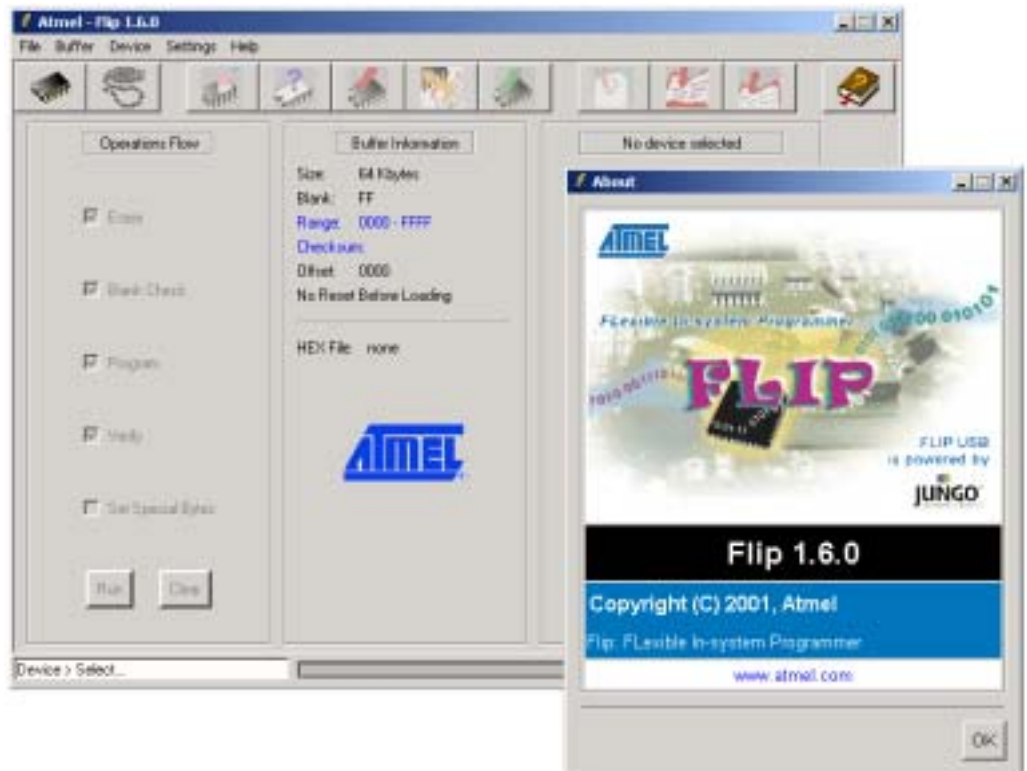 Atmel - Flip 1.6.0
File Buffer Device Settings Help
Operations Flow
Erase
Blank Check
Program
Verify
Set Special Bytes
Run Clear
Buffer Information
Size: 64 Kbytes
Blank: FF
Range: 0000 - FFFF
Checksum:
Offset: 0000
No Reset Before Loading
HEX File: none
ATMEL
No device selected
Device > Select...
About
ATMEL
FLexible In-system Programmer
FLIP
FLIP USB
is powered by
JUNGO
Flip 1.6.0
Copyright (C) 2001, Atmel
Flip: FLexible In-system Programmer
www.atmel.com
OK